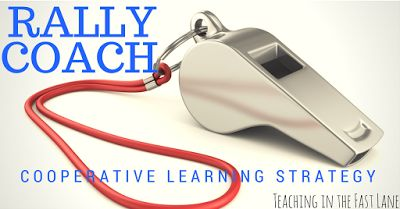 RALLY
COACH
COOPERATIVE LEARNING STRATEGY
TEACHING IN THE FAST LANE